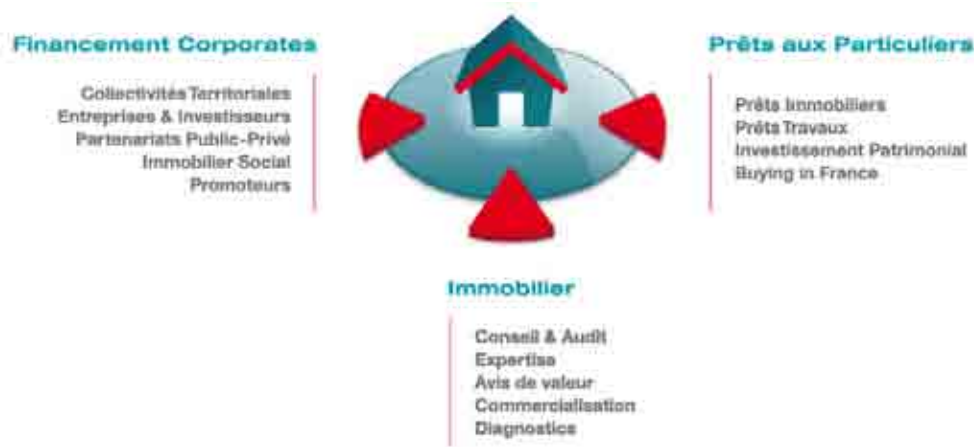 Financement Corporates
Collectivités Territoriales
Entreprises & Investisseurs
Partenariats Public-Privé
Immobilier Social
Promoteurs
Prêts aux Particuliers
Prêts Immobiliers
Prêts Travaux
Investissement Patrimonial
Buying in France
Immobilier
Conseil & Audit
Expertise
Avis de valeur
Commercialisation
Diagnostics